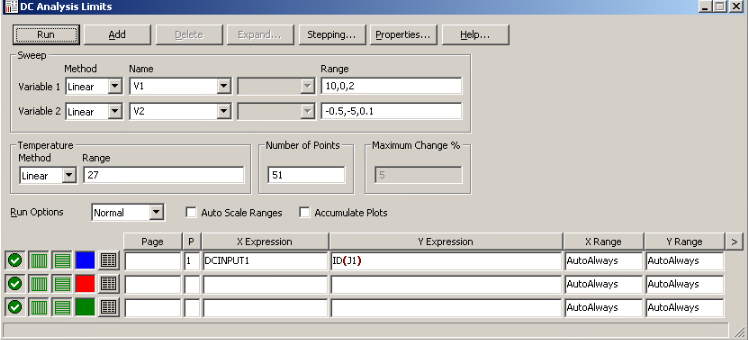 DC Analysis Limits
Run Add Delete Expand... Stepping... Properties... Help...
Sweep
Method Name Range
Variable 1 Linear V1 10,0,2
Variable 2 Linear V2 -0.5,-5,0.1
Temperature Number of Points Maximum Change %
Method Range
Linear 27 51 5
Run Options Normal Auto Scale Ranges Accumulate Plots
Page P X Expression Y Expression X Range Y Range >
1 DCINPUT1 ID(J1) AutoAlways AutoAlways
AutoAlways AutoAlways
AutoAlways AutoAlways